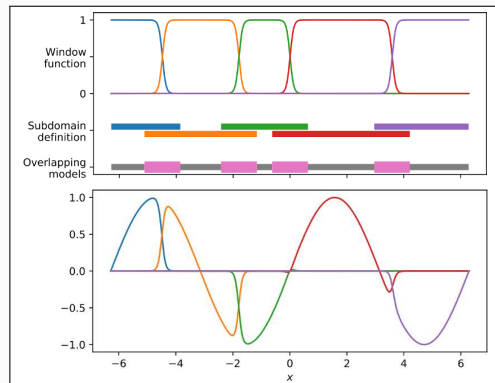 1
Window
function
0
Subdomain
definition
Overlapping
models
1.0
0.5
0.0
−0.5
−1.0
−6 −4 −2 0 2 4 6
x